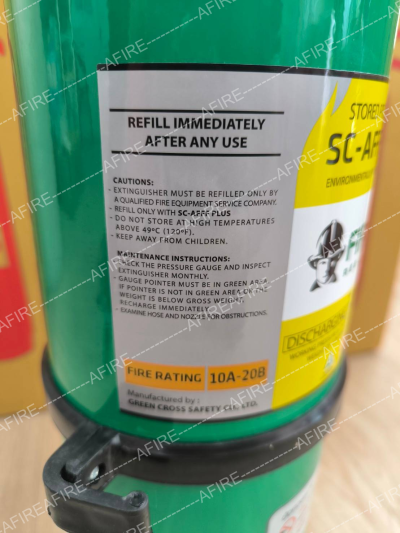 REFILL IMMEDIATELY
AFTER ANY USE
CAUTIONS:
- EXTINGUISHER MUST BE REFILLED ONLY BY
A QUALIFIED FIRE EQUIPMENT SERVICE COMPANY.
- REFILL ONLY WITH SC-AFFF PLUS
- DO NOT STORE AT HIGH TEMPERATURES
ABOVE 49ºC (120ºF).
- KEEP AWAY FROM CHILDREN.
MAINTENANCE INSTRUCTIONS:
- CHECK THE PRESSURE GAUGE AND INSPECT
EXTINGUISHER MONTHLY.
- GAUGE POINTER MUST BE IN GREEN AREA.
IF POINTER IS NOT IN GREEN AREA OR THE
WEIGHT IS BELOW GROSS WEIGHT,
RECHARGE IMMEDIATELY.
- EXAMINE HOSE AND NOZZLE FOR OBSTRUCTIONS.
FIRE RATING 10A-20B
Manufactured by :
GREEN CROSS SAFETY CO., LTD.
STORED
SC-AFF
DISCHARGING
AFIRE